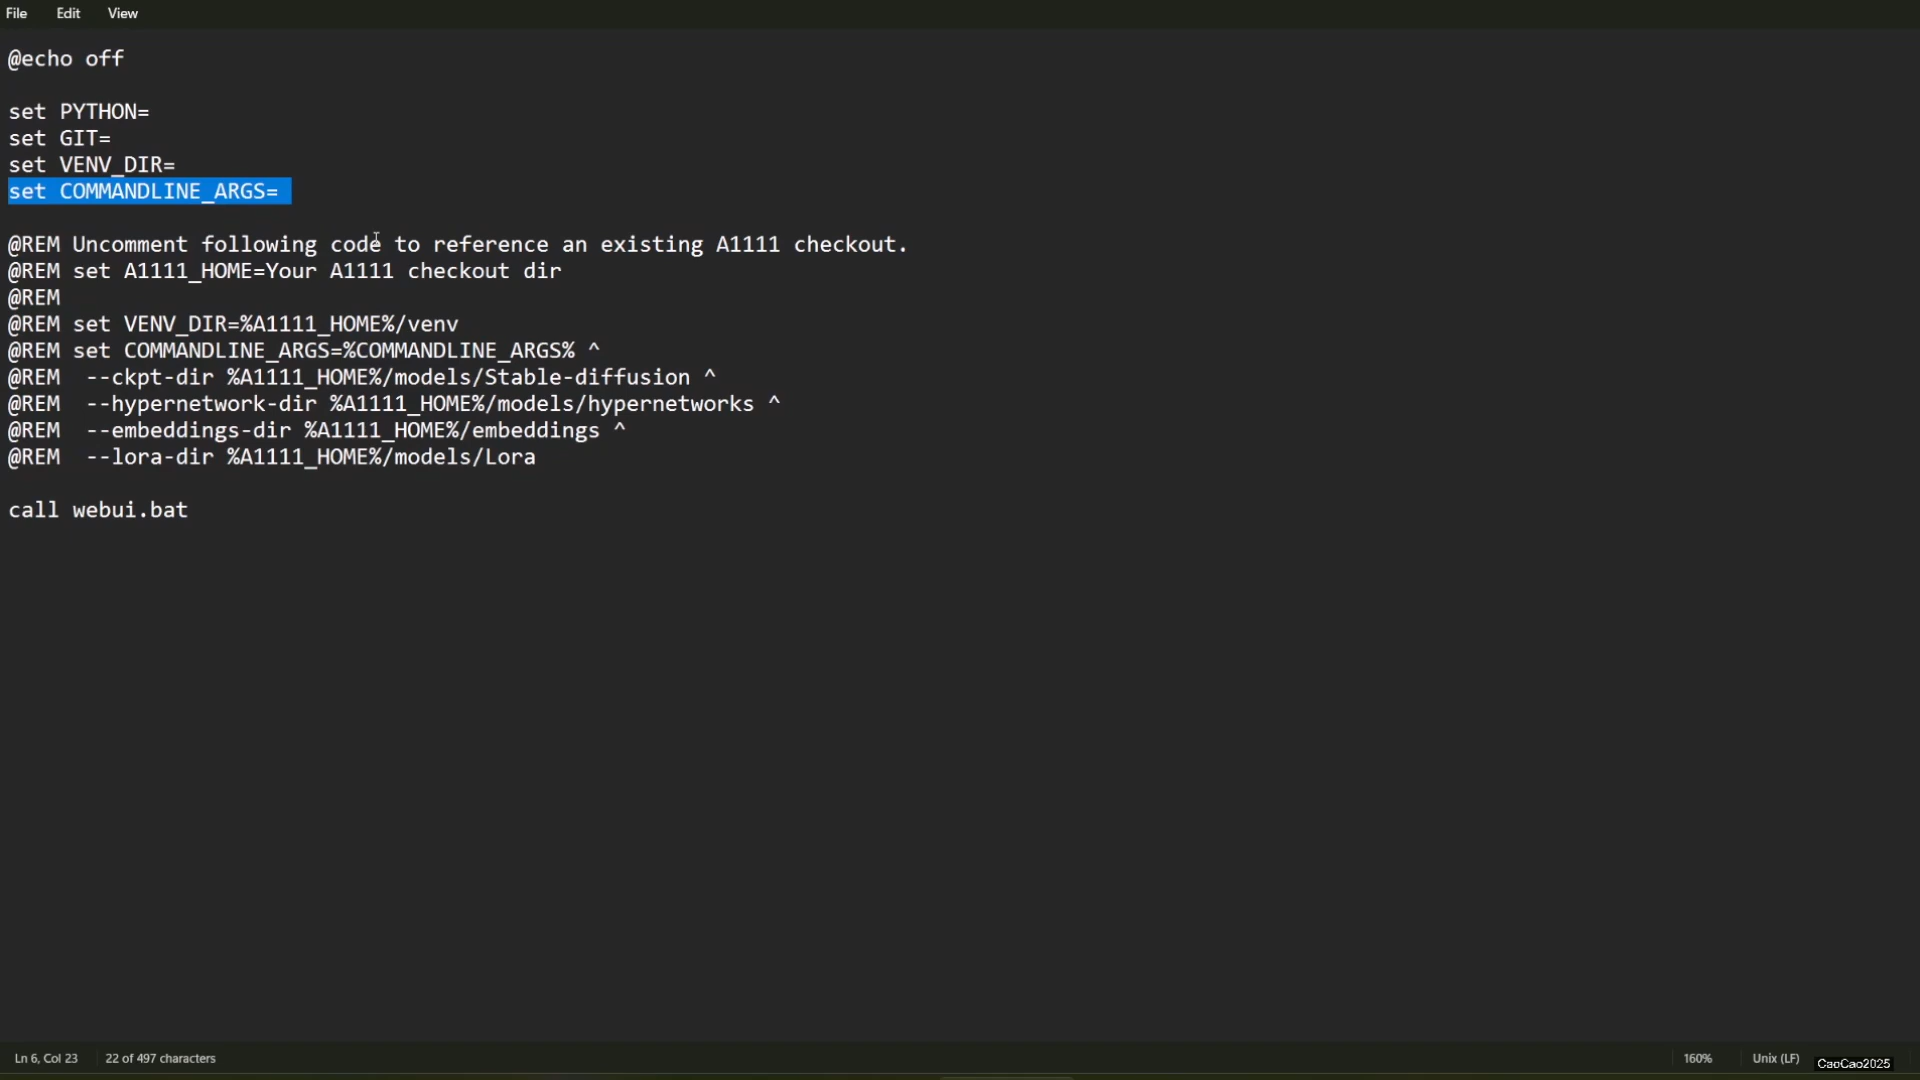 File Edit View
@echo off
set PYTHON=
set GIT=
set VENV_DIR=
set COMMANDLINE_ARGS=
@REM Uncomment following code to reference an existing A1111 checkout.
@REM set A1111_HOME=Your A1111 checkout dir
@REM
@REM set VENV_DIR=%A1111_HOME%/venv
@REM set COMMANDLINE_ARGS=%COMMANDLINE_ARGS% ^
@REM  --ckpt-dir %A1111_HOME%/models/Stable-diffusion ^
@REM  --hypernetwork-dir %A1111_HOME%/models/hypernetworks ^
@REM  --embeddings-dir %A1111_HOME%/embeddings ^
@REM  --lora-dir %A1111_HOME%/models/Lora
call webui.bat
Ln 6, Col 23 22 of 497 characters 160% Unix (LF) CaoCao2025